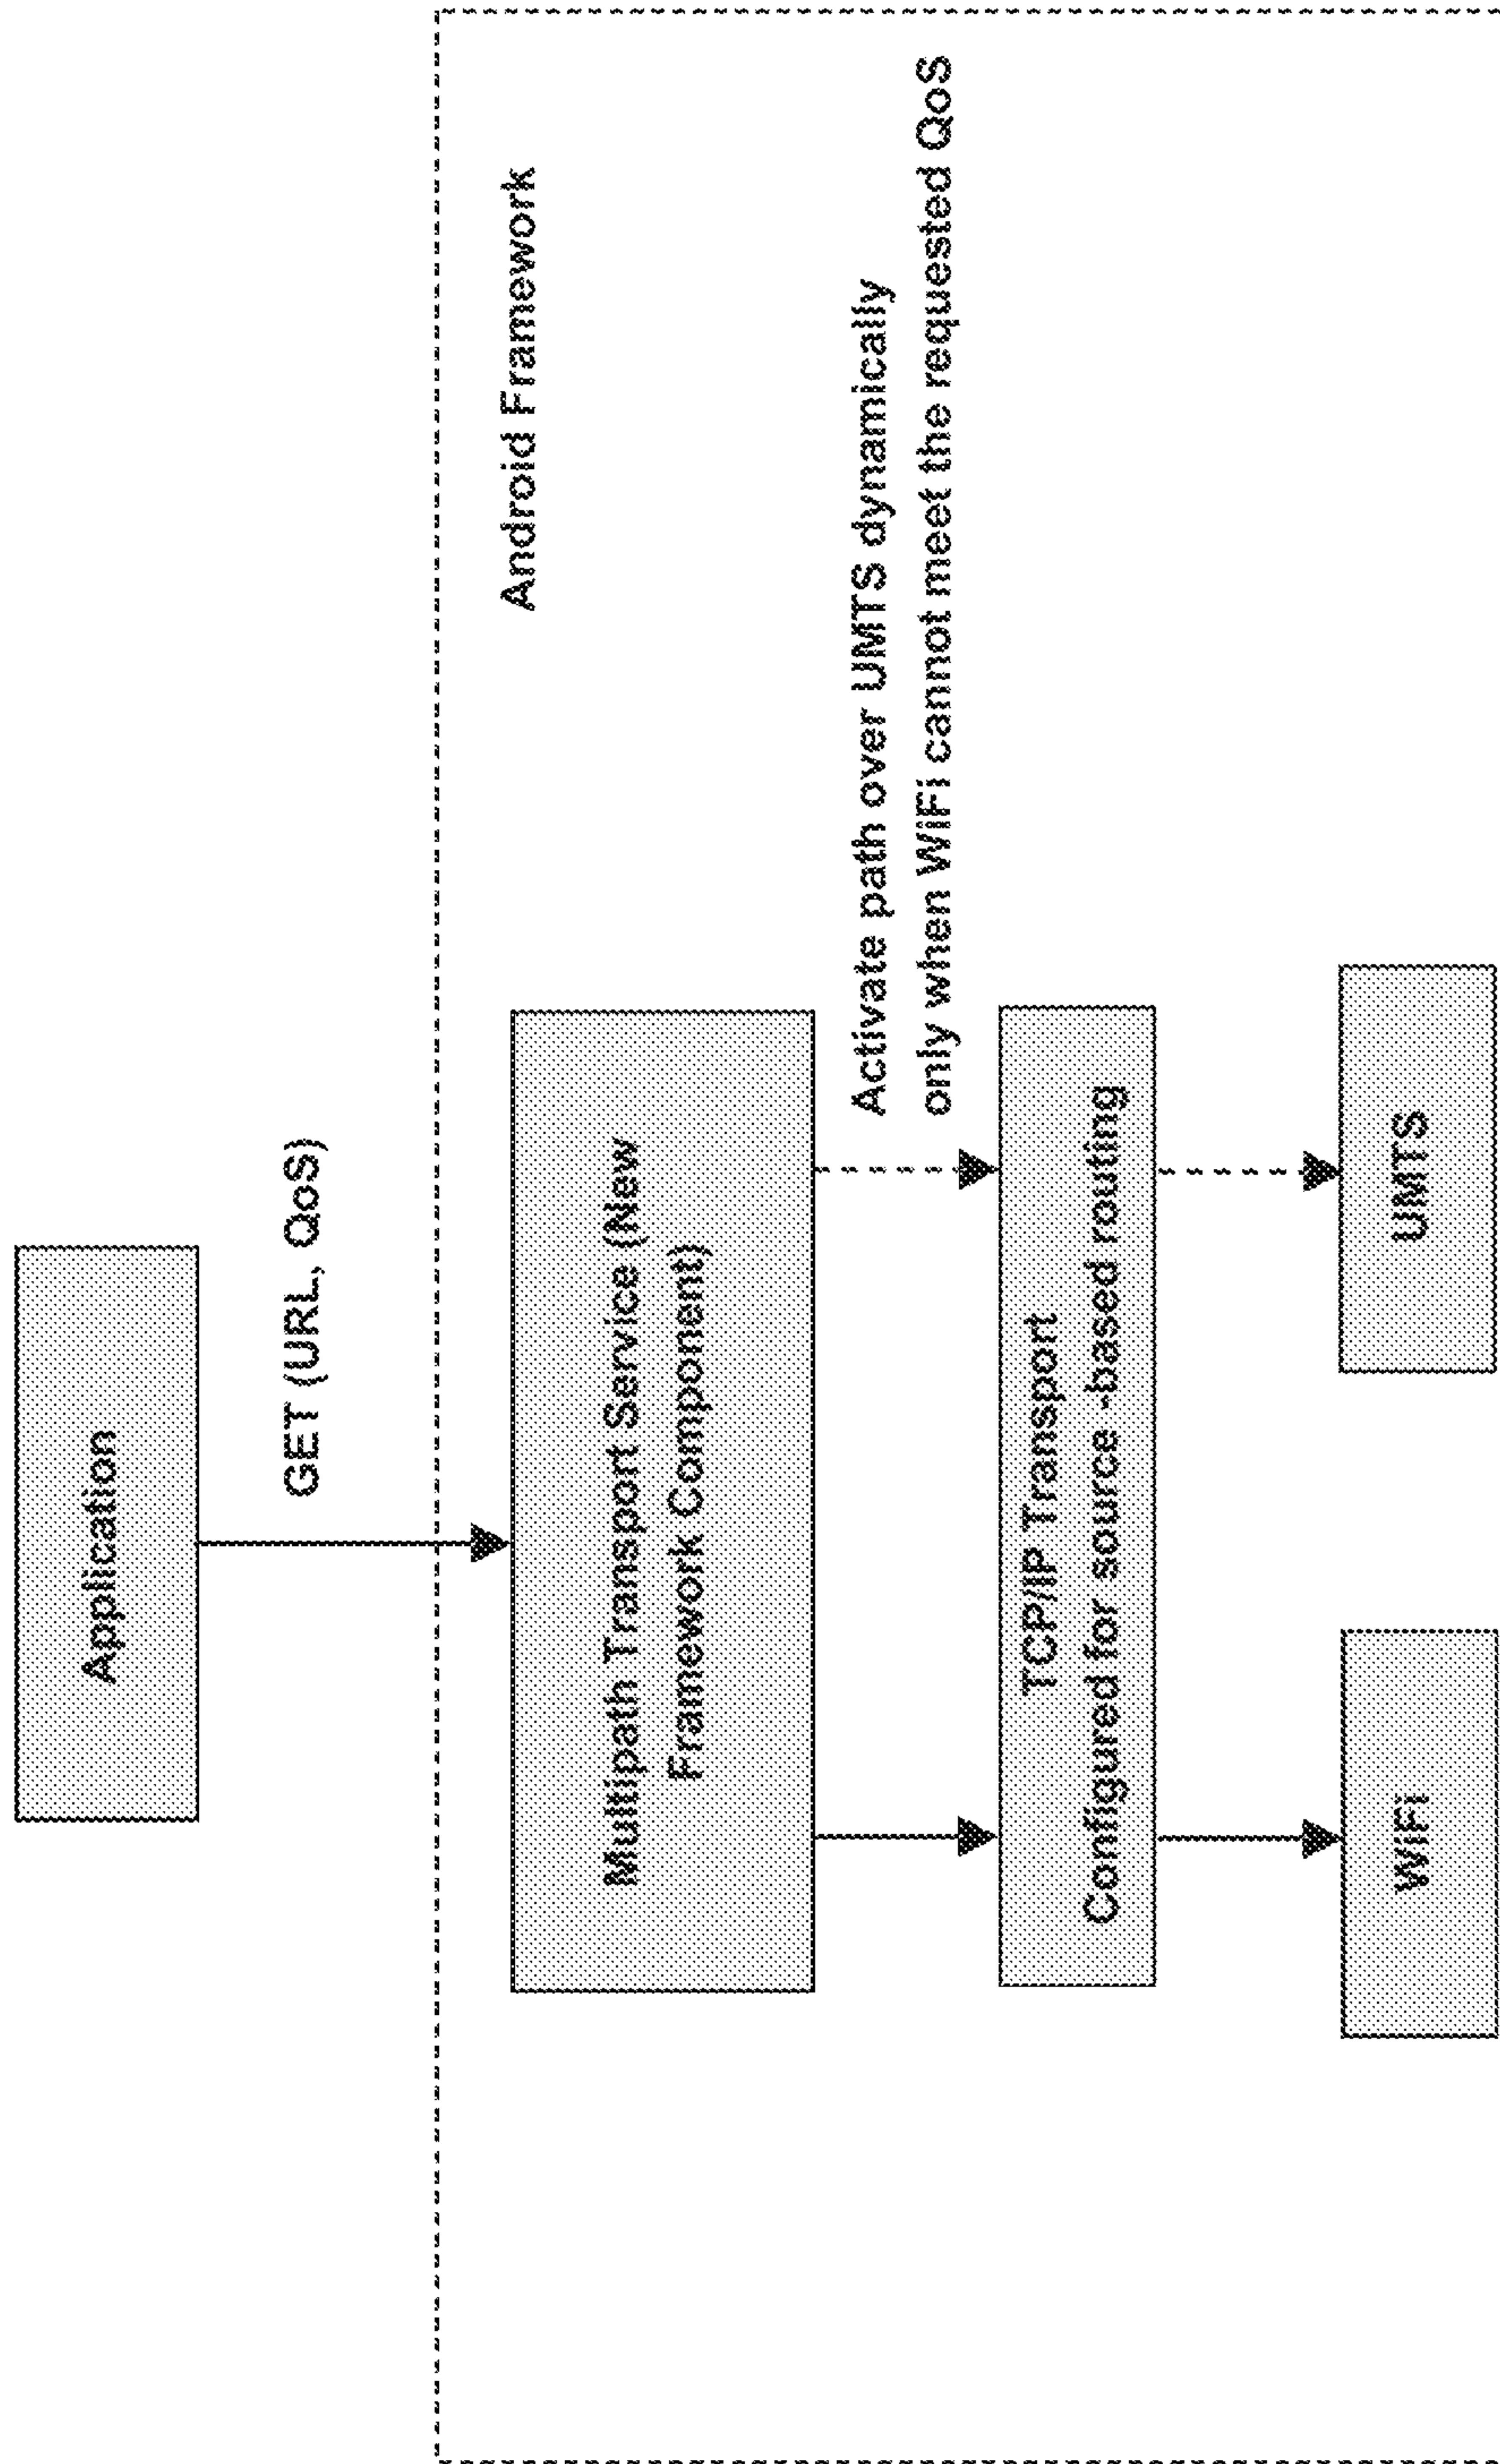 Application
GET (URL, QoS)
Android Framework
Multipath Transport Service (New
Framework Component)
Activate path over UMTS dynamically
only when WiFi cannot meet the requested QoS
TCP/IP Transport
Configured for source -based routing
WiFi
UMTS